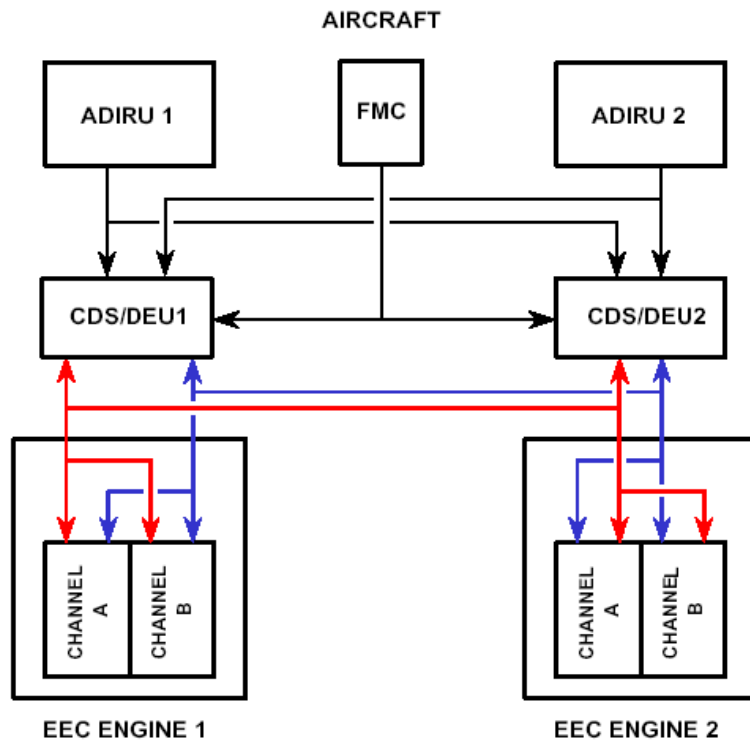 AIRCRAFT
ADIRU 1
FMC
ADIRU 2
CDS/DEU1
CDS/DEU2
CHANNEL
A
CHANNEL
B
CHANNEL
A
CHANNEL
B
EEC ENGINE 1
EEC ENGINE 2